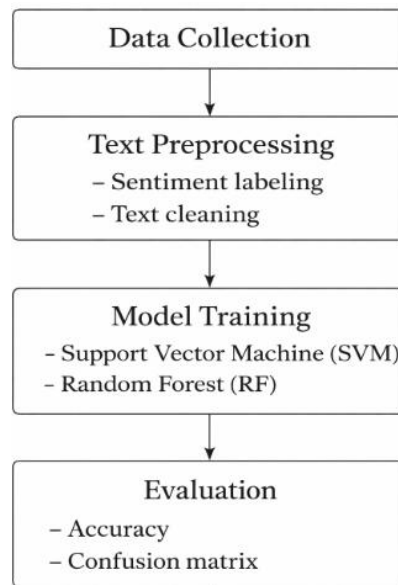 Data Collection
Text Preprocessing
– Sentiment labeling
– Text cleaning
Model Training
- Support Vector Machine (SVM)
- Random Forest (RF)
Evaluation
– Accuracy
– Confusion matrix